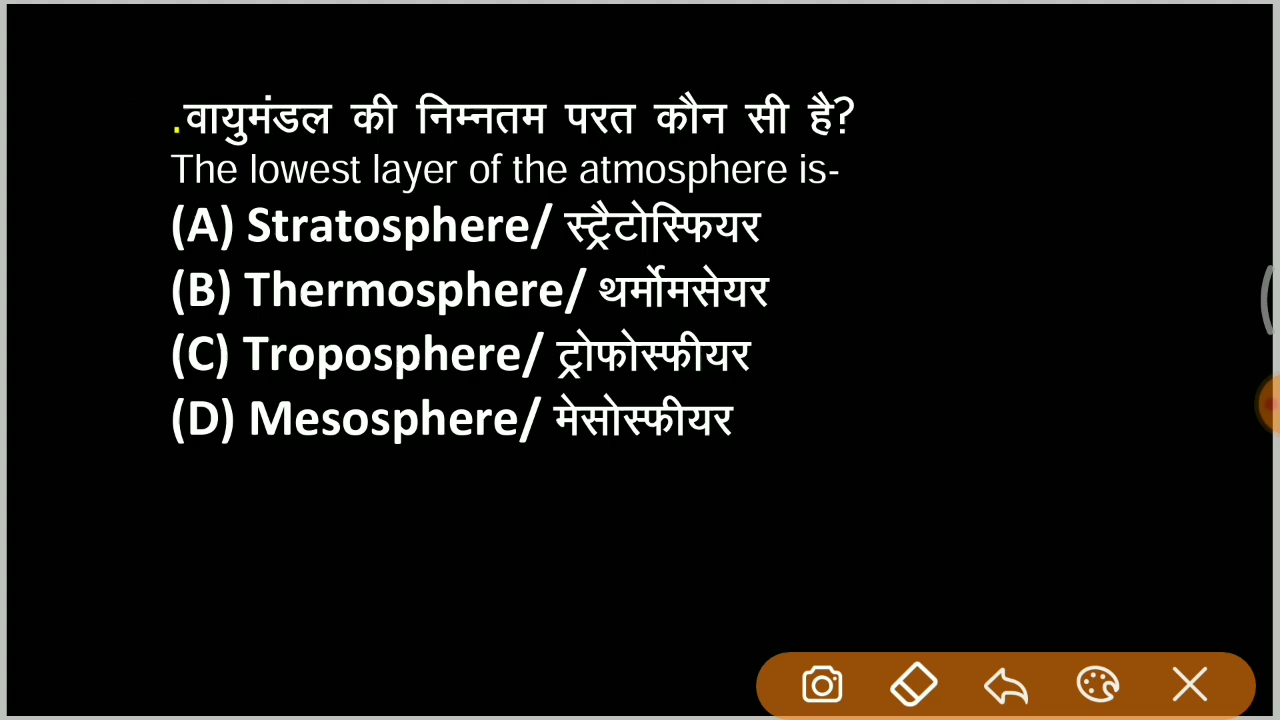 .वायुमंडल की निम्नतम परत कौन सी है?
The lowest layer of the atmosphere is-
(A) Stratosphere/ स्ट्रैटोस्फियर
(B) Thermosphere/ थर्मोमसेयर
(C) Troposphere/ ट्रोफोस्फीयर
(D) Mesosphere/ मेसोस्फीयर